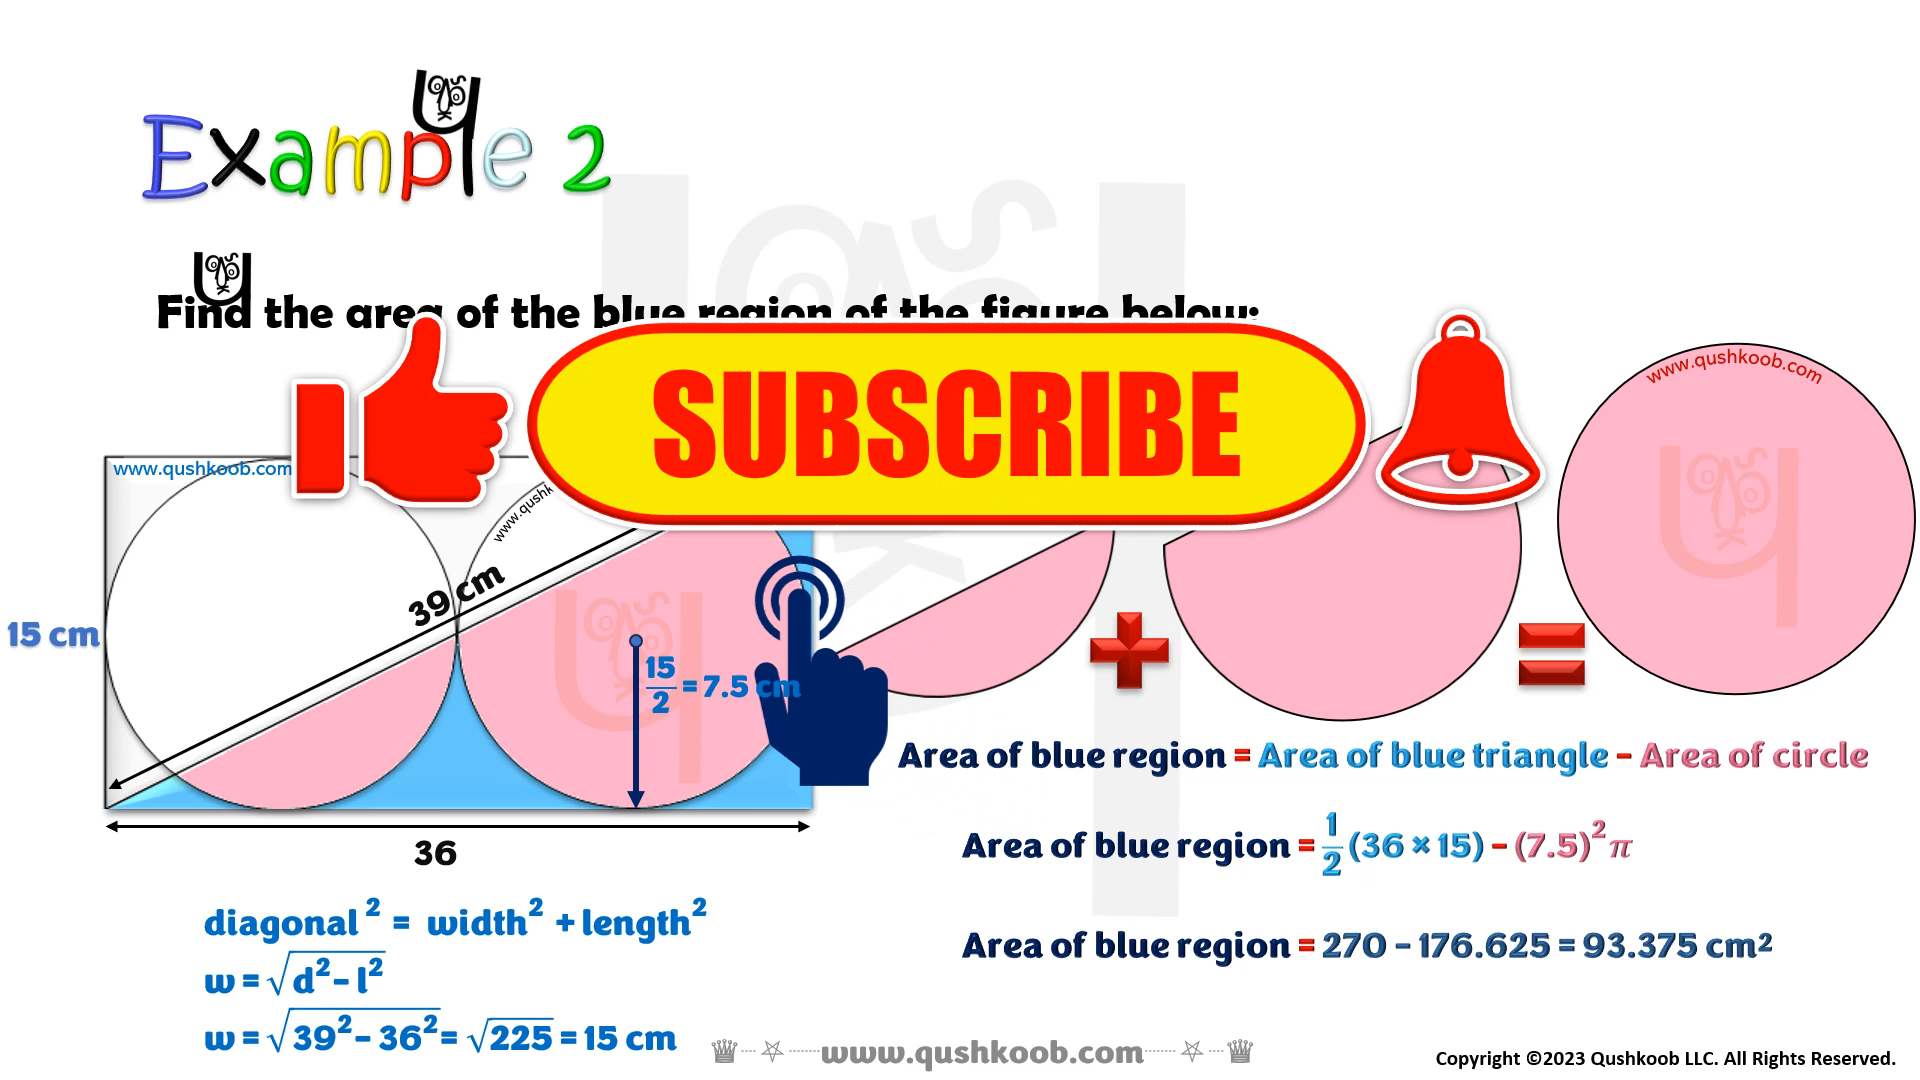 Example 2
Find the area of the blue region of the figure below:
SUBSCRIBE
www.qushkoob.com
www.qushkoob.com
www.qushk
39 cm
15 cm
15/2 = 7.5 cm
36
Area of blue region = Area of blue triangle - Area of circle
Area of blue region = 1/2 (36 × 15) - (7.5)² π
Area of blue region = 270 - 176.625 = 93.375 cm²
diagonal² = width² + length²
w = √d² - l²
w = √39² - 36² = √225 = 15 cm
www.qushkoob.com
Copyright ©2023 Qushkoob LLC. All Rights Reserved.